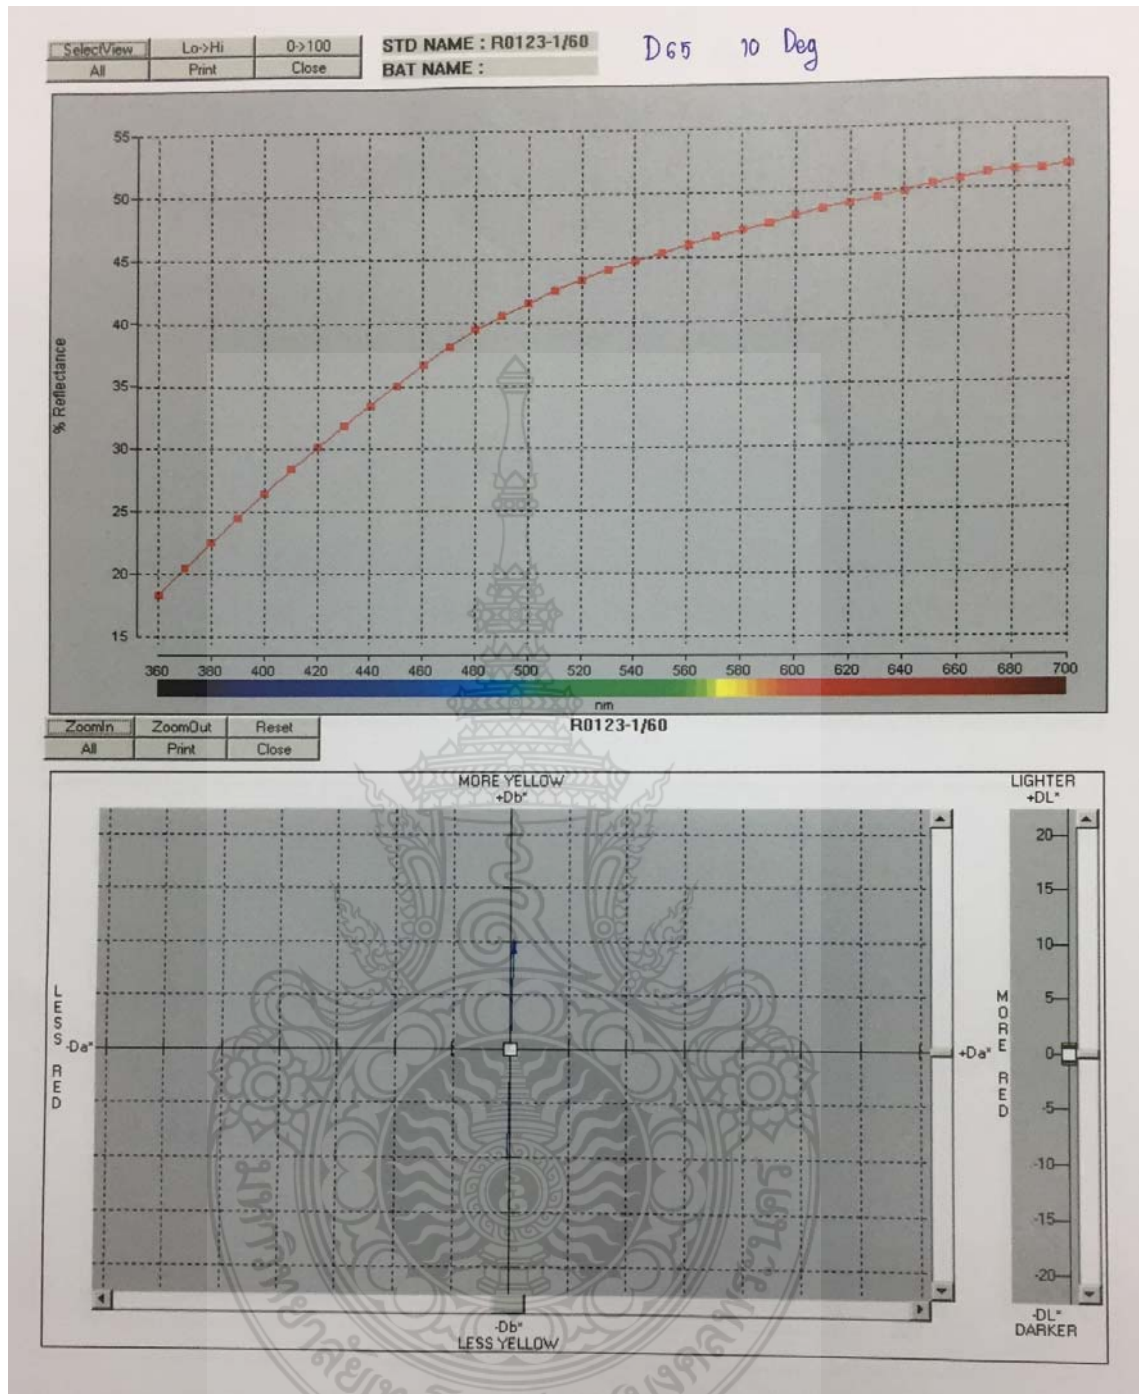 SelectView Lo->Hi 0->100 STD NAME : R0123-1/60 D65 10 Deg
All Print Close BAT NAME :
55
50
45
40
35
30
25
20
15
% Reflectance
360 380 400 420 440 460 480 500 520 540 560 580 600 620 640 660 680 700
nm
ZoomIn ZoomOut Reset R0123-1/60
All Print Close
MORE YELLOW
+Db*
LIGHTER
+DL*
LESS RED
-Da*
+Da*
MORE RED
20
15
10
5
0
-5
-10
-15
-20
-Db*
LESS YELLOW
-DL*
DARKER